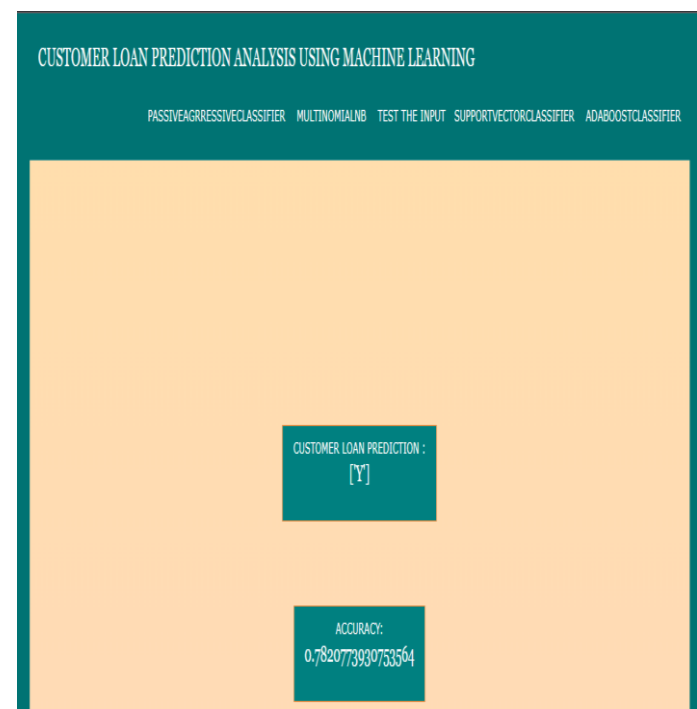 CUSTOMER LOAN PREDICTION ANALYSIS USING MACHINE LEARNING
PASSIVEAGRRESSIVECLASSIFIER MULTINOMIALNB TEST THE INPUT SUPPORTVECTORCLASSIFIER ADABOOSTCLASSIFIER
CUSTOMER LOAN PREDICTION :
['Y']
ACCURACY:
0.7820773930753564